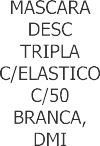 MASCARA
DESC
TRIPLA
C/ELASTICO
C/50
BRANCA,
DMI